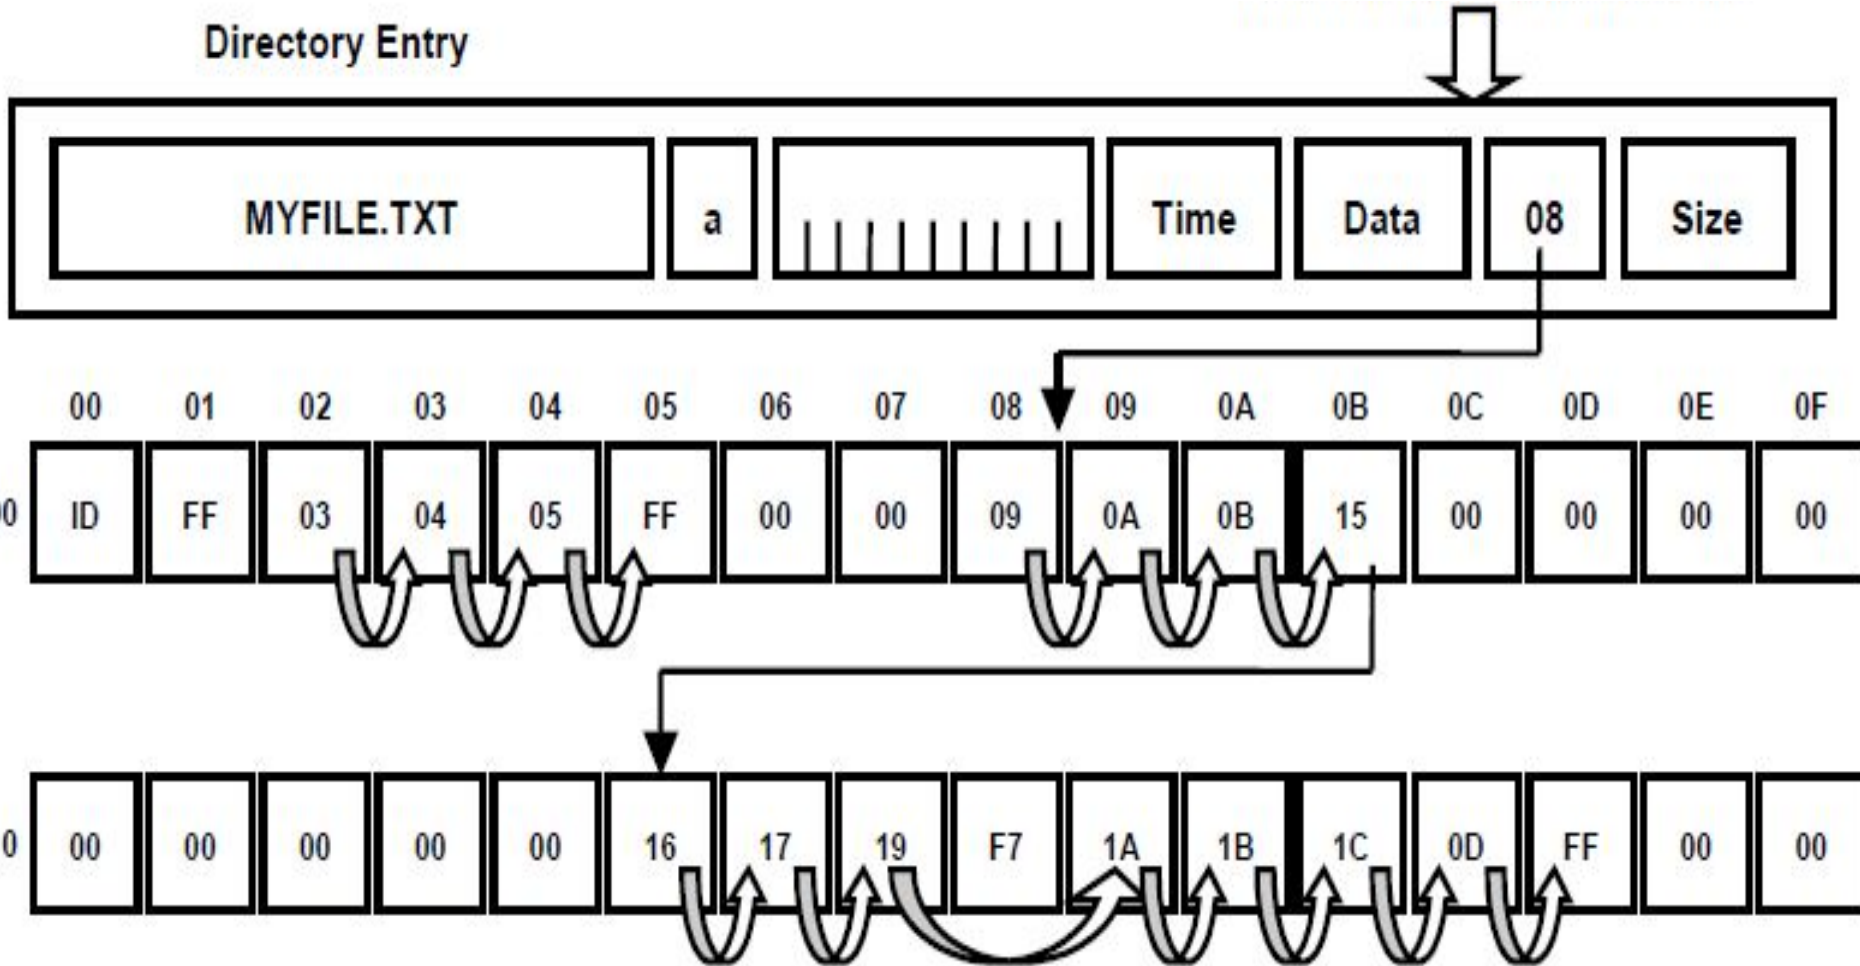 Directory Entry
MYFILE.TXT a Time Data 08 Size
00 01 02 03 04 05 06 07 08 09 0A 0B 0C 0D 0E 0F
ID FF 03 04 05 FF 00 00 09 0A 0B 15 00 00 00 00
00 00 00 00 00 16 17 19 F7 1A 1B 1C 0D FF 00 00